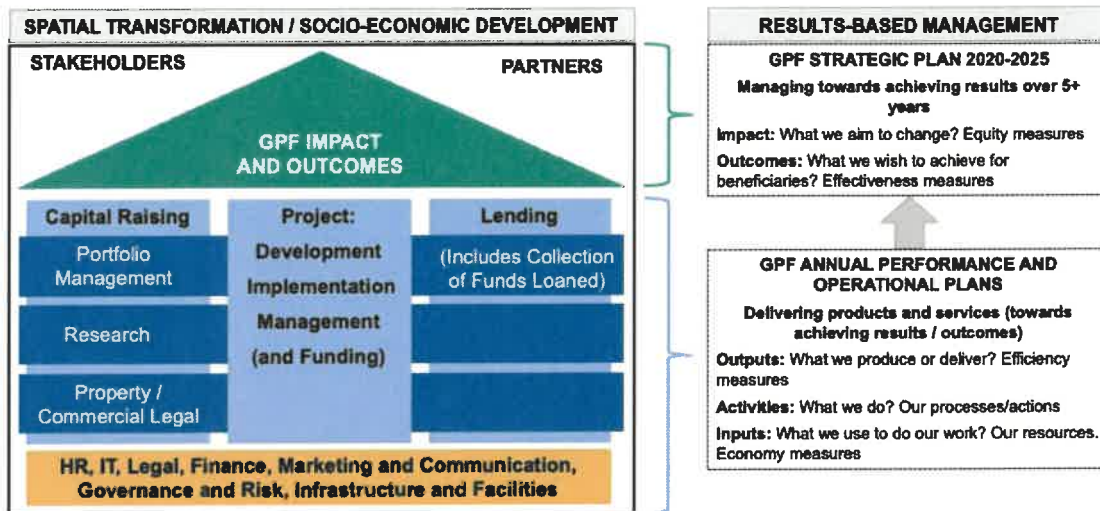 SPATIAL TRANSFORMATION / SOCIO-ECONOMIC DEVELOPMENT
STAKEHOLDERS
PARTNERS
GPF IMPACT
AND OUTCOMES
Capital Raising
Portfolio
Management
Research
Property /
Commercial Legal
Project:
Development
Implementation
Management
(and Funding)
Lending
(Includes Collection
of Funds Loaned)
HR, IT, Legal, Finance, Marketing and Communication,
Governance and Risk, Infrastructure and Facilities
RESULTS-BASED MANAGEMENT
GPF STRATEGIC PLAN 2020-2025
Managing towards achieving results over 5+
years
Impact: What we aim to change? Equity measures
Outcomes: What we wish to achieve for
beneficiaries? Effectiveness measures
GPF ANNUAL PERFORMANCE AND
OPERATIONAL PLANS
Delivering products and services (towards
achieving results / outcomes)
Outputs: What we produce or deliver? Efficiency
measures
Activities: What we do? Our processes/actions
Inputs: What we use to do our work? Our resources.
Economy measures